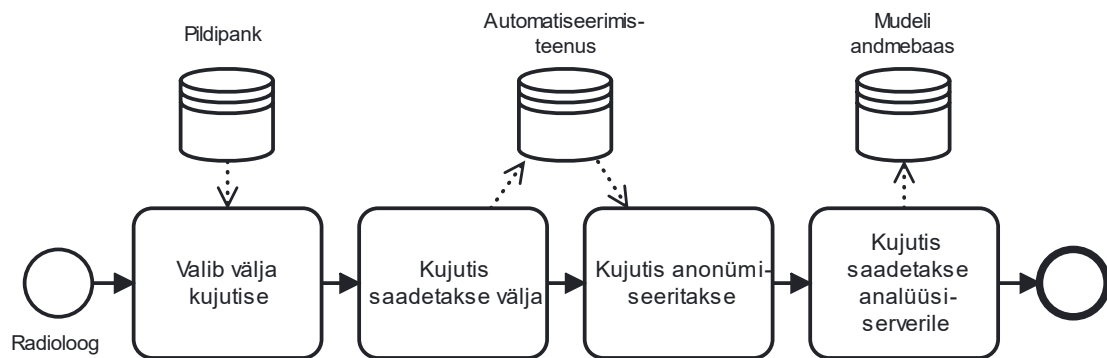 Pildipank
Automatiseerimis-
teenus
Mudeli
andmebaas
Radioloog
Valib välja
kujutise
Kujutis
saadetakse välja
Kujutis anonümi-
seeritakse
Kujutis
saadetakse
analüüsi-
serverile